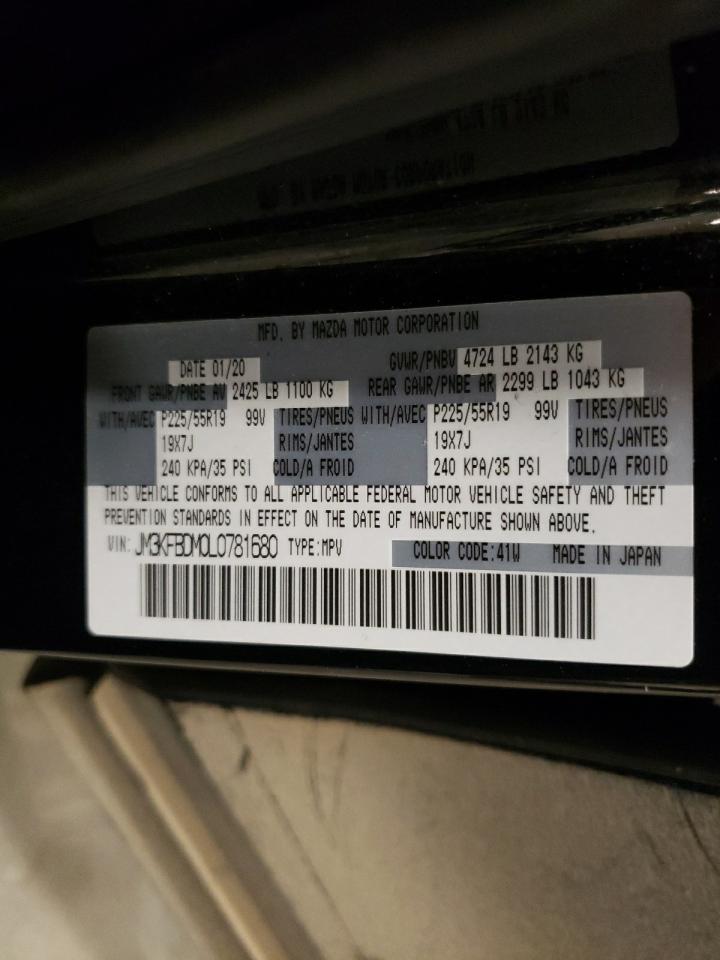 MFD. BY MAZDA MOTOR CORPORATION
DATE 01/20 GVWR/PNBV 4724 LB 2143 KG
FRONT GAWR/PNBE AV 2425 LB 1100 KG REAR GAWR/PNBE AR 2299 LB 1043 KG
WITH/AVEC P225/55R19 99V TIRES/PNEUS WITH/AVEC P225/55R19 99V TIRES/PNEUS
19X7J RIMS/JANTES 19X7J RIMS/JANTES
240 KPA/35 PSI COLD/A FROID 240 KPA/35 PSI COLD/A FROID
THIS VEHICLE CONFORMS TO ALL APPLICABLE FEDERAL MOTOR VEHICLE SAFETY AND THEFT
PREVENTION STANDARDS IN EFFECT ON THE DATE OF MANUFACTURE SHOWN ABOVE.
VIN: JM3KFBDM0L0781680 TYPE:MPV COLOR CODE:41W MADE IN JAPAN